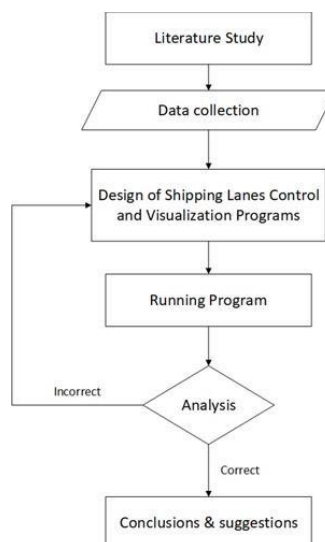 Literature Study
Data collection
Design of Shipping Lanes Control
and Visualization Programs
Running Program
Incorrect
Analysis
Correct
Conclusions & suggestions